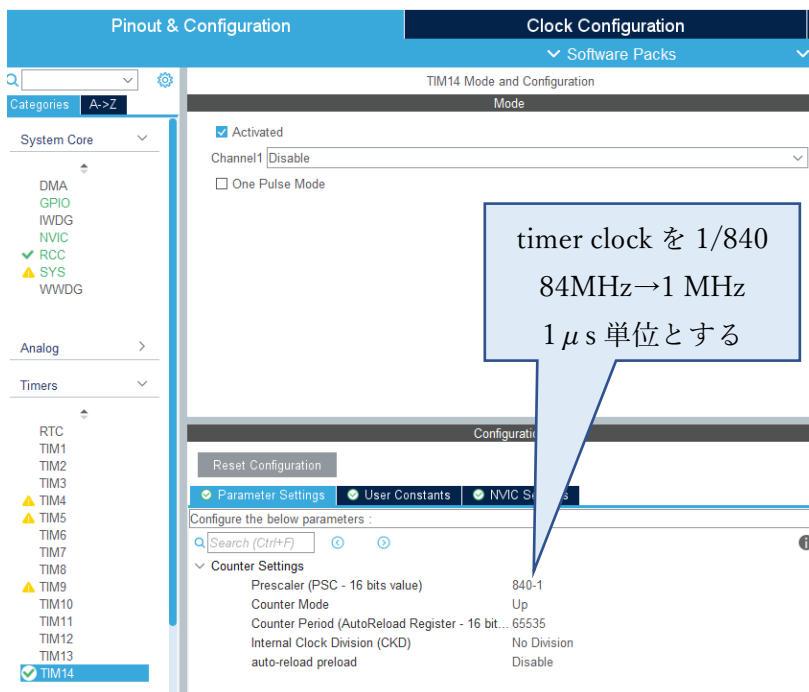 Pinout & Configuration
Clock Configuration
Software Packs
TIM14 Mode and Configuration
Categories
A->Z
Mode
System Core
Activated
Channel1 Disable
One Pulse Mode
DMA
GPIO
IWDG
NVIC
RCC
SYS
WWDG
Analog
Timers
RTC
TIM1
TIM2
TIM3
TIM4
TIM5
TIM6
TIM7
TIM8
TIM9
TIM10
TIM11
TIM12
TIM13
TIM14
timer clock を 1/840
84MHz→1 MHz
1μs 単位とする
Reset Configuration
Parameter Settings
User Constants
Configure the below parameters :
Search (Ctrl+F)
Counter Settings
Prescaler (PSC - 16 bits value) 840-1
Counter Mode Up
Counter Period (AutoReload Register - 16 bit... 65535
Internal Clock Division (CKD) No Division
auto-reload preload Disable